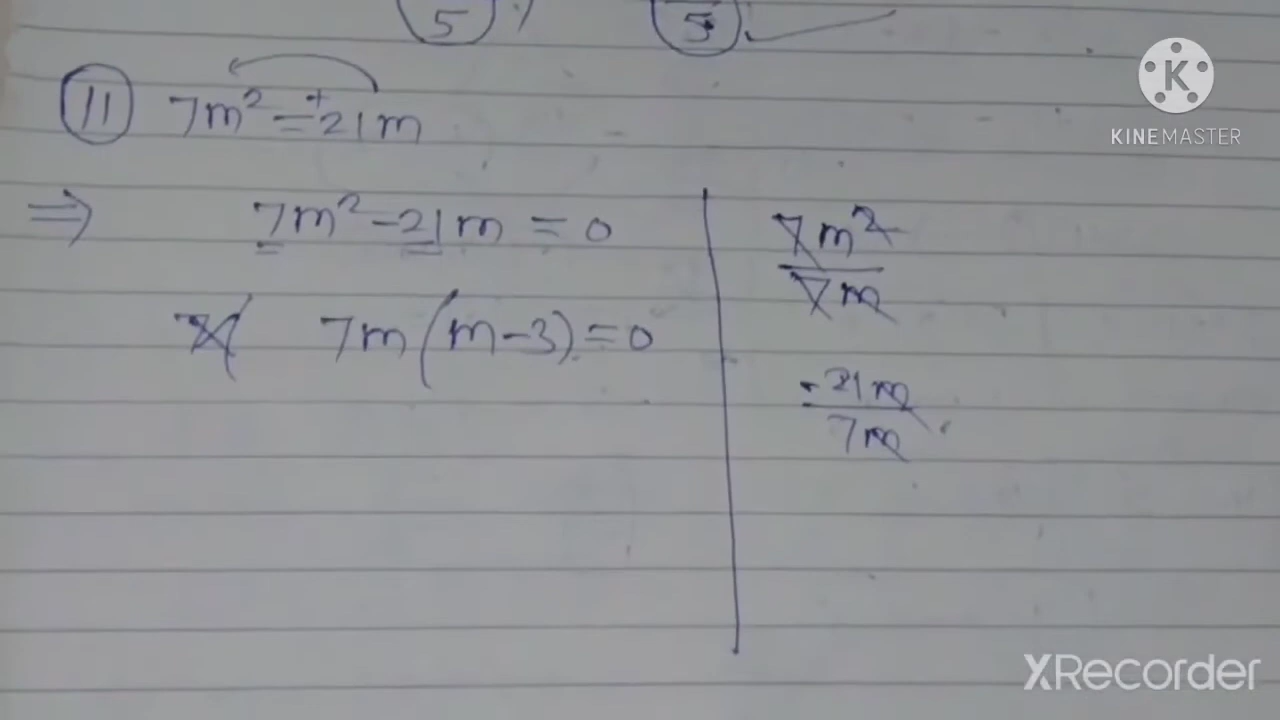 5 5
K
KINEMASTER
11 7m² = +21m
⇒ 7m² - 21m = 0
7m(m-3) = 0
7m²
7m
-21m
7m
XRecorder